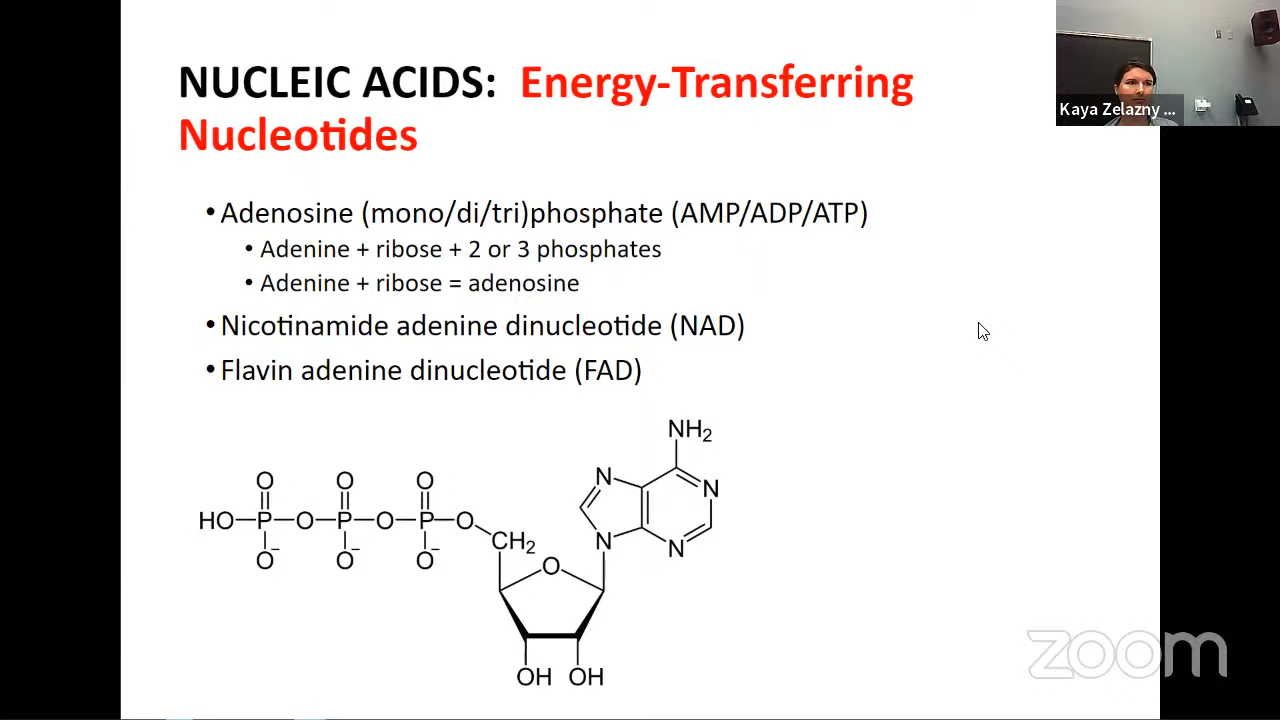 NUCLEIC ACIDS: Energy-Transferring
Nucleotides
Kaya Zelazny ...
• Adenosine (mono/di/tri)phosphate (AMP/ADP/ATP)
• Adenine + ribose + 2 or 3 phosphates
• Adenine + ribose = adenosine
• Nicotinamide adenine dinucleotide (NAD)
• Flavin adenine dinucleotide (FAD)
NH₂
N N
O O O
HO P O P O P O
O⁻ O⁻ O⁻
CH₂
N N
O
OH OH
zoom